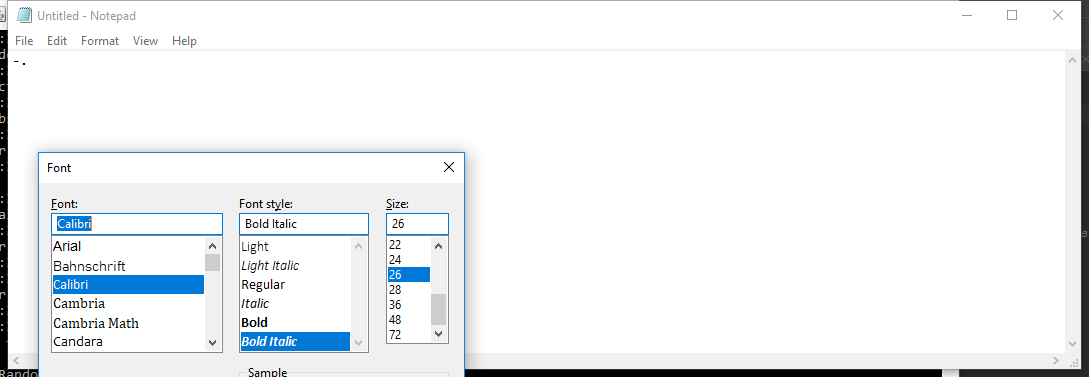 Untitled - Notepad
File Edit Format View Help
-.
Font
Font: Font style: Size:
Calibri Bold Italic 26
Arial Light 22
Bahnschrift Light Italic 24
Calibri Regular 26
Cambria Italic 28
Cambria Math Bold 36
Candara Bold Italic 48
72
Sample
Rando